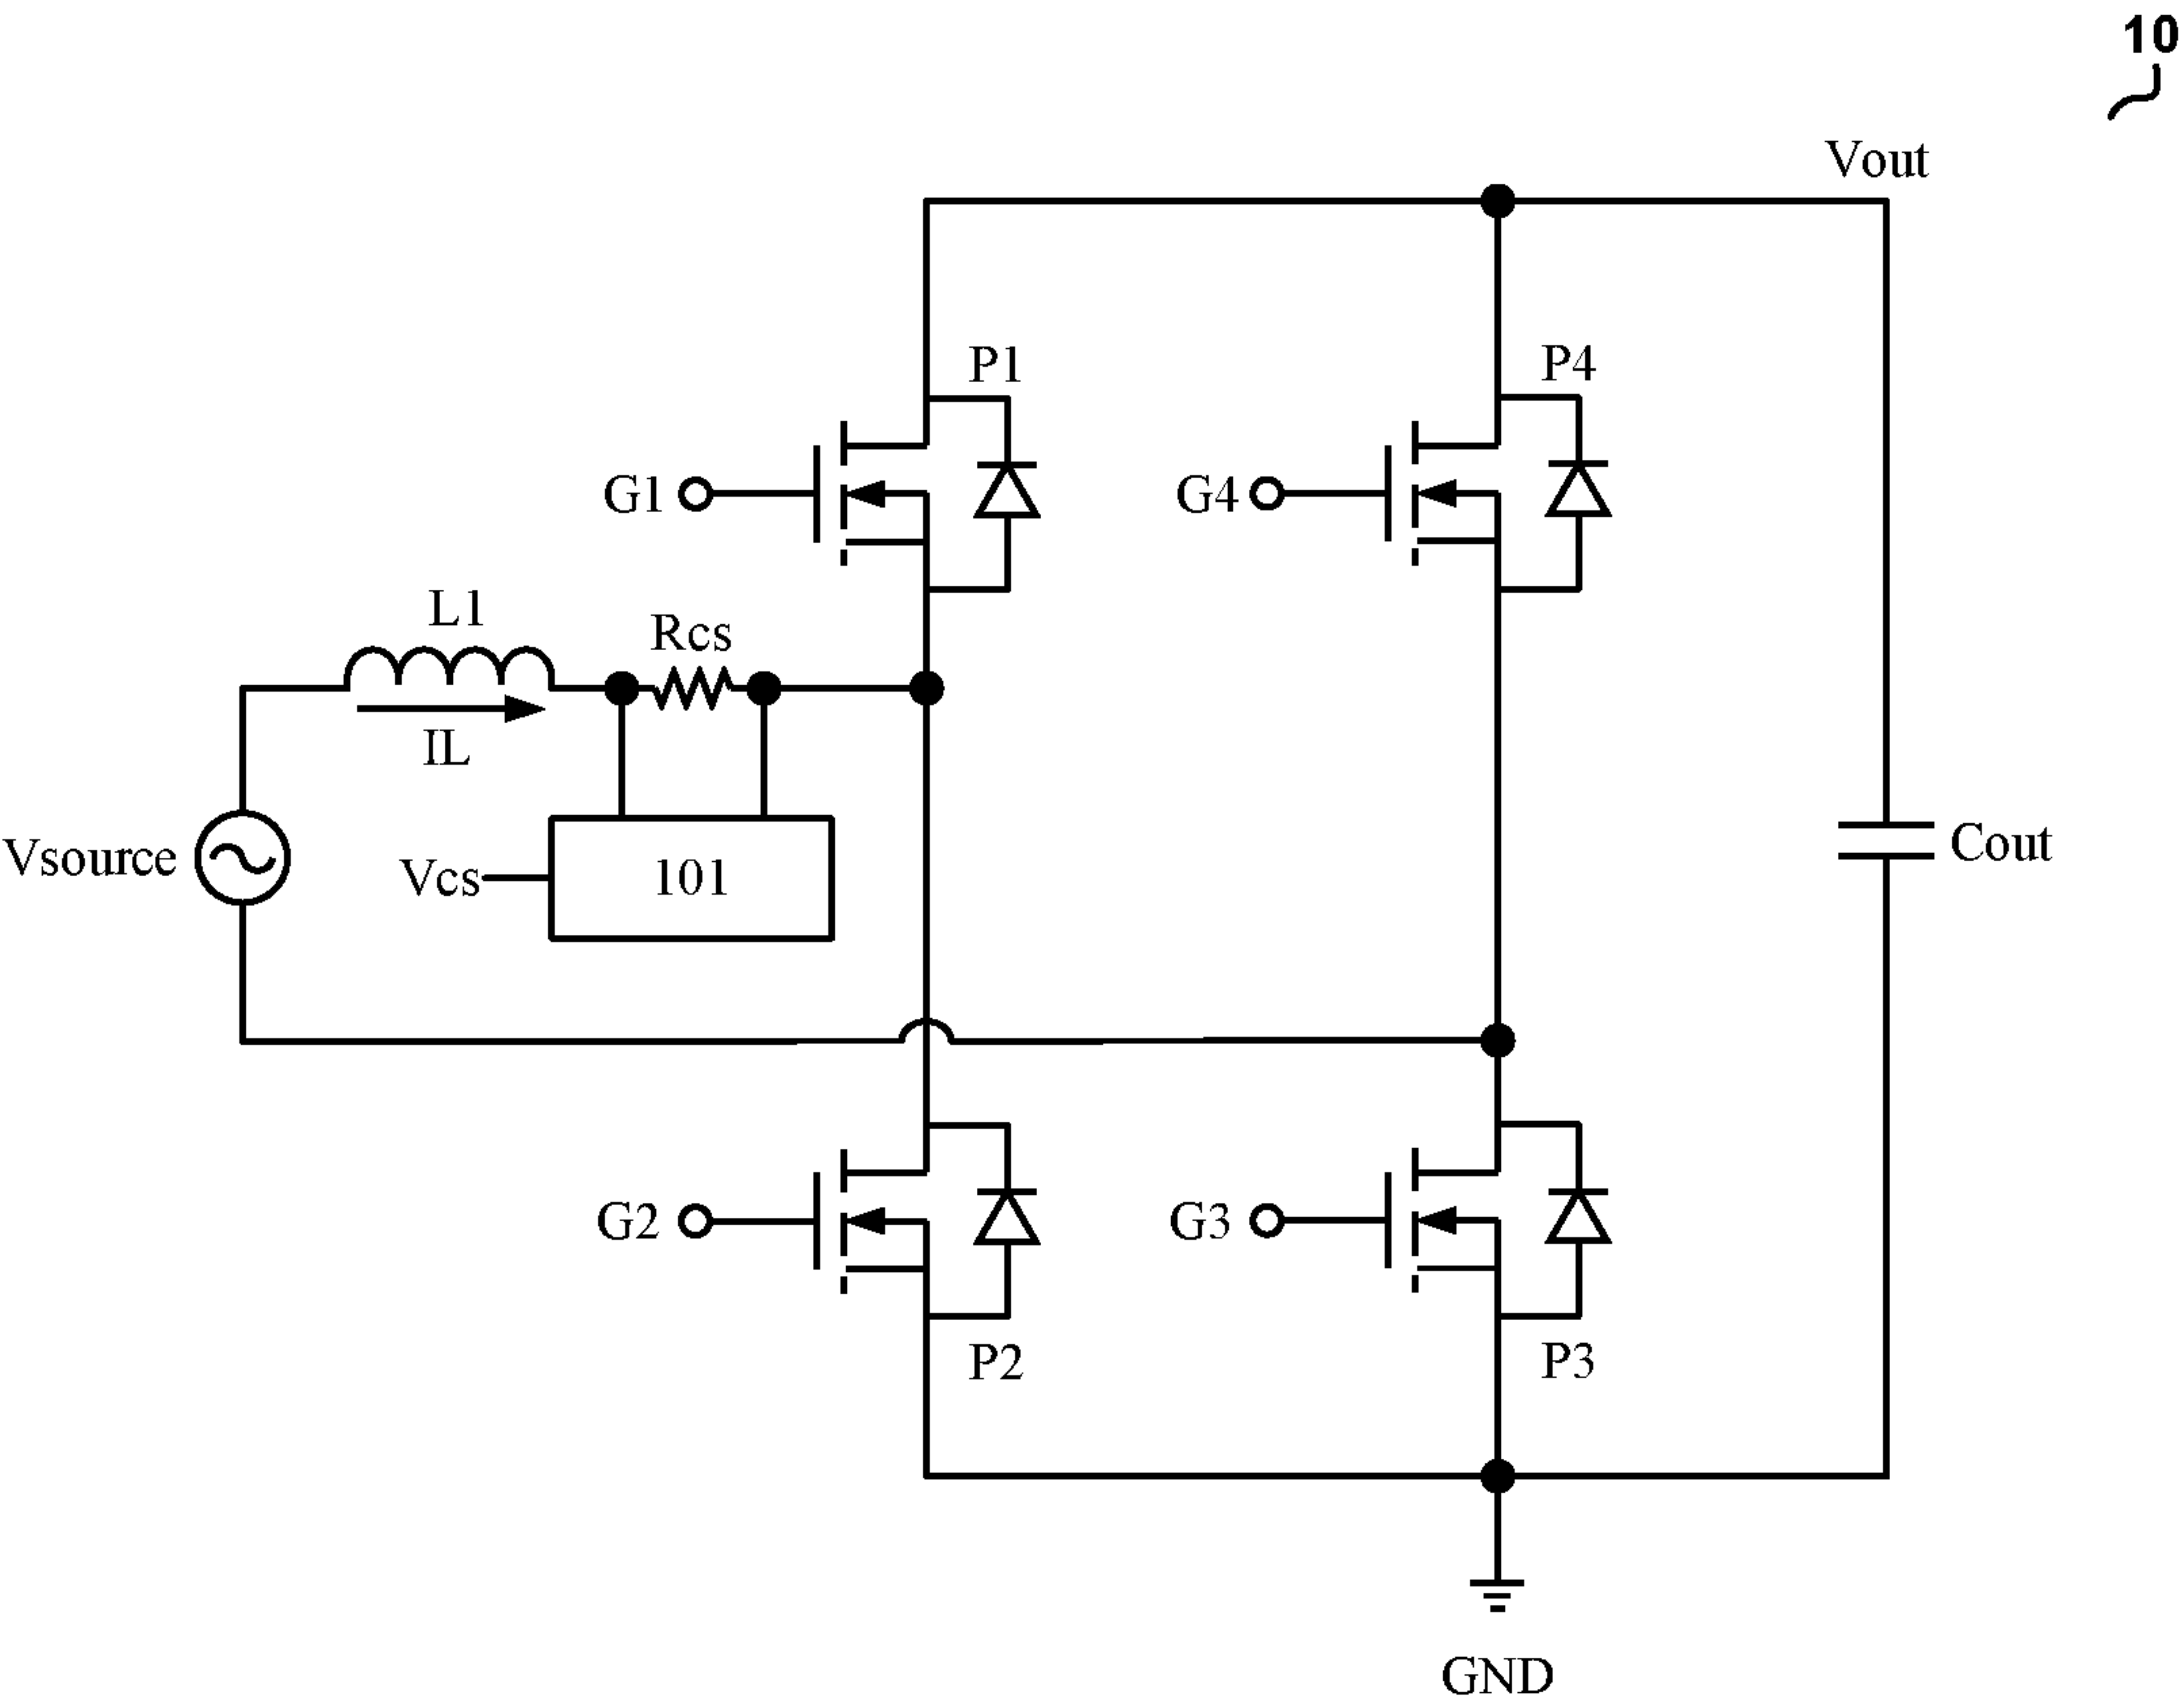 10
Vout
P1
P4
G1
G4
L1
Rcs
IL
Vsource
Vcs
101
Cout
G2
G3
P2
P3
GND